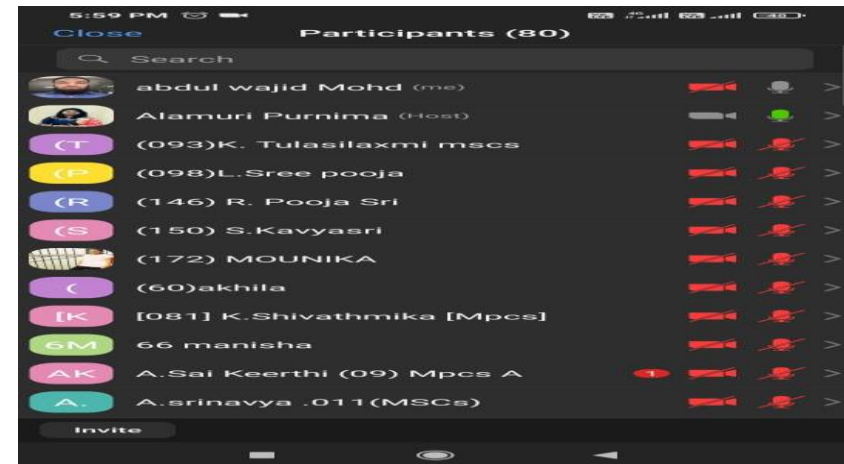 5:59 PM
Close Participants (80)
Search
abdul wajid Mohd (me)
Alamuri Purnima (Host)
(T (093)K. Tulasilaxmi mscs
(P (098)L.Sree pooja
(R (146) R. Pooja Sri
(S (150) S.Kavyasri
(172) MOUNIKA
( (60)akhila
[K [081] K.Shivathmika [Mpcs]
6M 66 manisha
AK A.Sai Keerthi (09) Mpcs A 1
A. A.srinavya .011(MSCs)
Invite